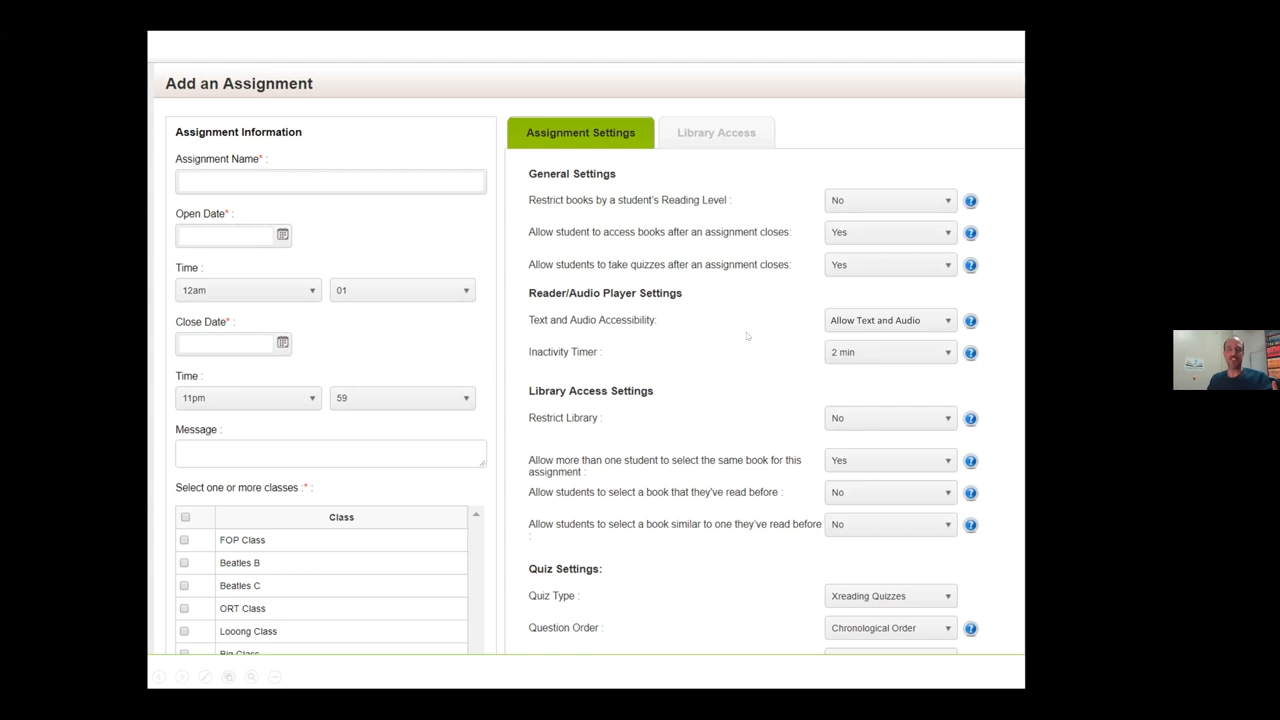 Add an Assignment
Assignment Information
Assignment Name* :
Open Date* :
Time :
12am 01
Close Date* :
Time :
11pm 59
Message :
Select one or more classes :* :
Class
FOP Class
Beatles B
Beatles C
ORT Class
Looong Class
Big Class
Assignment Settings Library Access
General Settings
Restrict books by a student's Reading Level : No ?
Allow student to access books after an assignment closes: Yes ?
Allow students to take quizzes after an assignment closes: Yes ?
Reader/Audio Player Settings
Text and Audio Accessibility: Allow Text and Audio ?
Inactivity Timer : 2 min ?
Library Access Settings
Restrict Library : No ?
Allow more than one student to select the same book for this
assignment : Yes ?
Allow students to select a book that they've read before : No ?
Allow students to select a book similar to one they've read before
: No ?
Quiz Settings:
Quiz Type : Xreading Quizzes
Question Order : Chronological Order ?